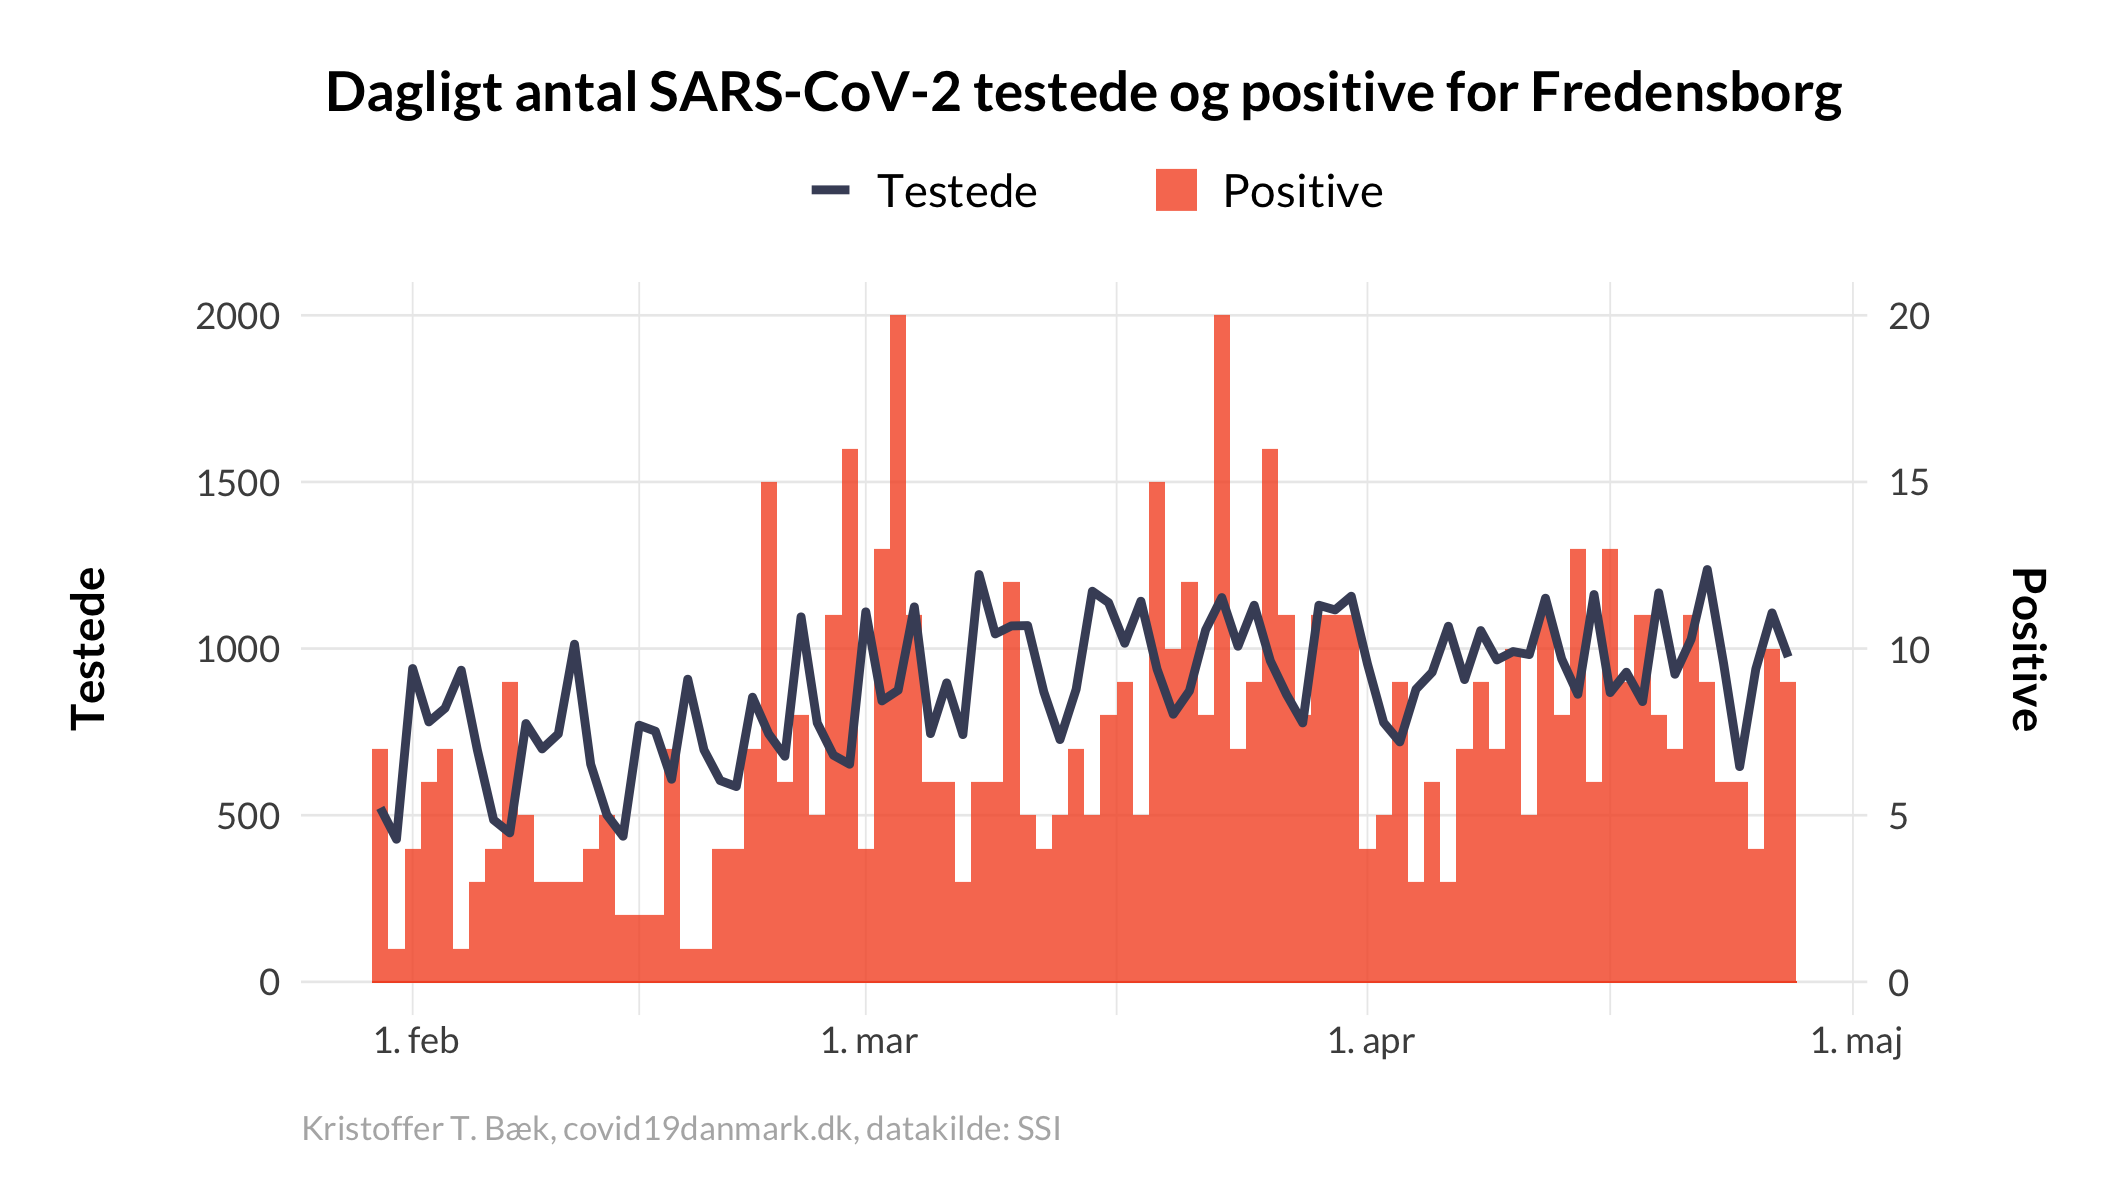 Dagligt antal SARS-CoV-2 testede og positive for Fredensborg
Testede Positive
2000 20
1500 15
1000 10
500 5
0 0
Testede
Positive
1. feb 1. mar 1. apr 1. maj
Kristoffer T. Bæk, covid19danmark.dk, datakilde: SSI